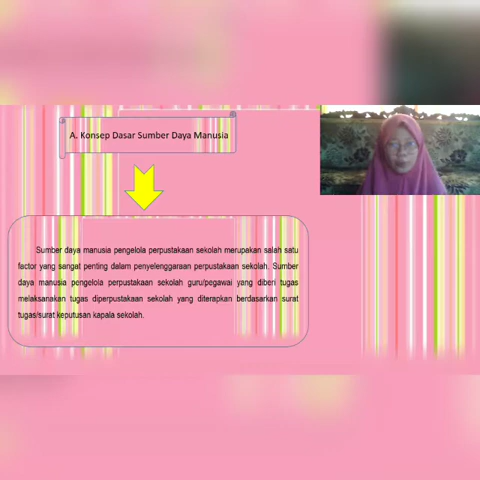 A. Konsep Dasar Sumber Daya Manusia
Sumber daya manusia pengelola perpustakaan sekolah merupakan salah satu
factor yang sangat penting dalam penyelenggaraan perpustakaan sekolah. Sumber
daya manusia pengelola perpustakaan sekolah guru/pegawai yang diberi tugas
melaksanakan tugas diperpustakaan sekolah yang diterapkan berdasarkan surat
tugas/surat keputusan kapala sekolah.